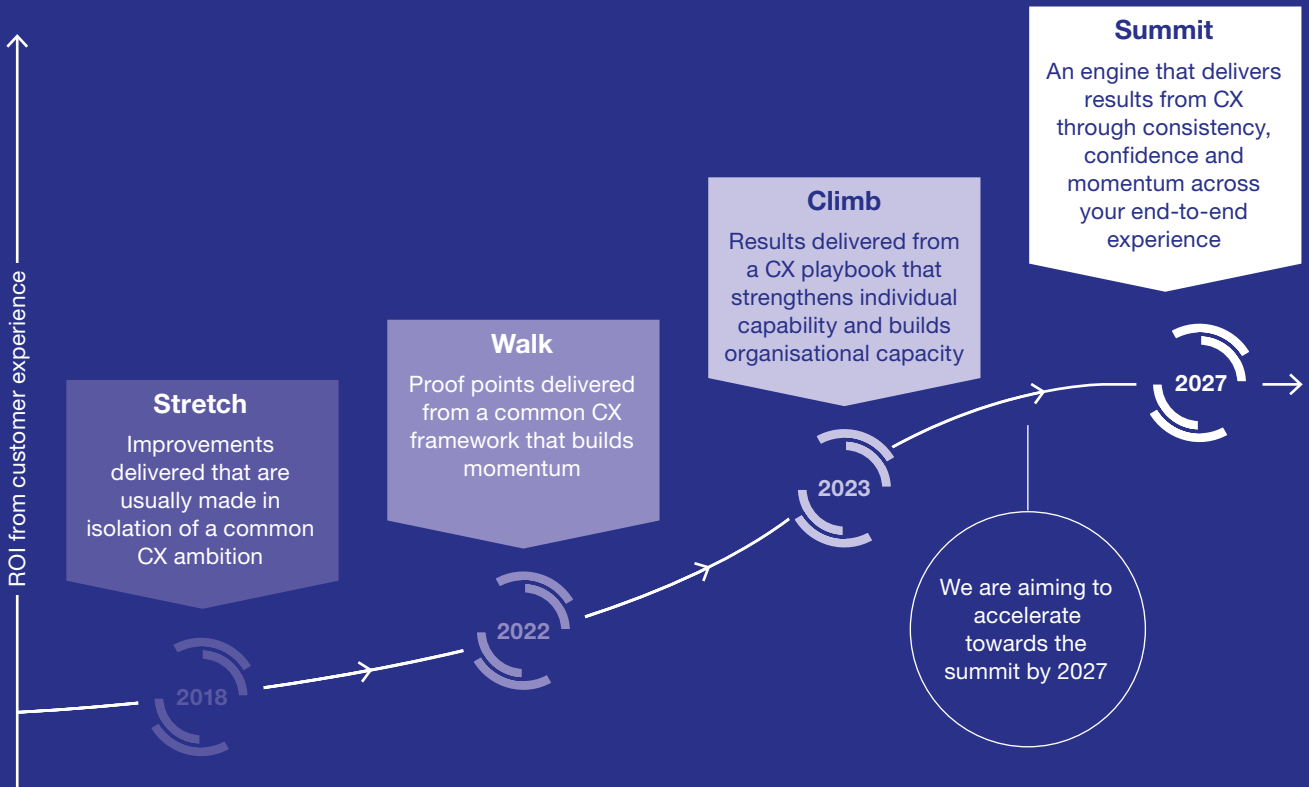 ROI from customer experience
Stretch
Improvements
delivered that are
usually made in
isolation of a common
CX ambition
2018
Walk
Proof points delivered
from a common CX
framework that builds
momentum
2022
Climb
Results delivered from
a CX playbook that
strengthens individual
capability and builds
organisational capacity
2023
Summit
An engine that delivers
results from CX
through consistency,
confidence and
momentum across
your end-to-end
experience
2027
We are aiming to
accelerate
towards the
summit by 2027